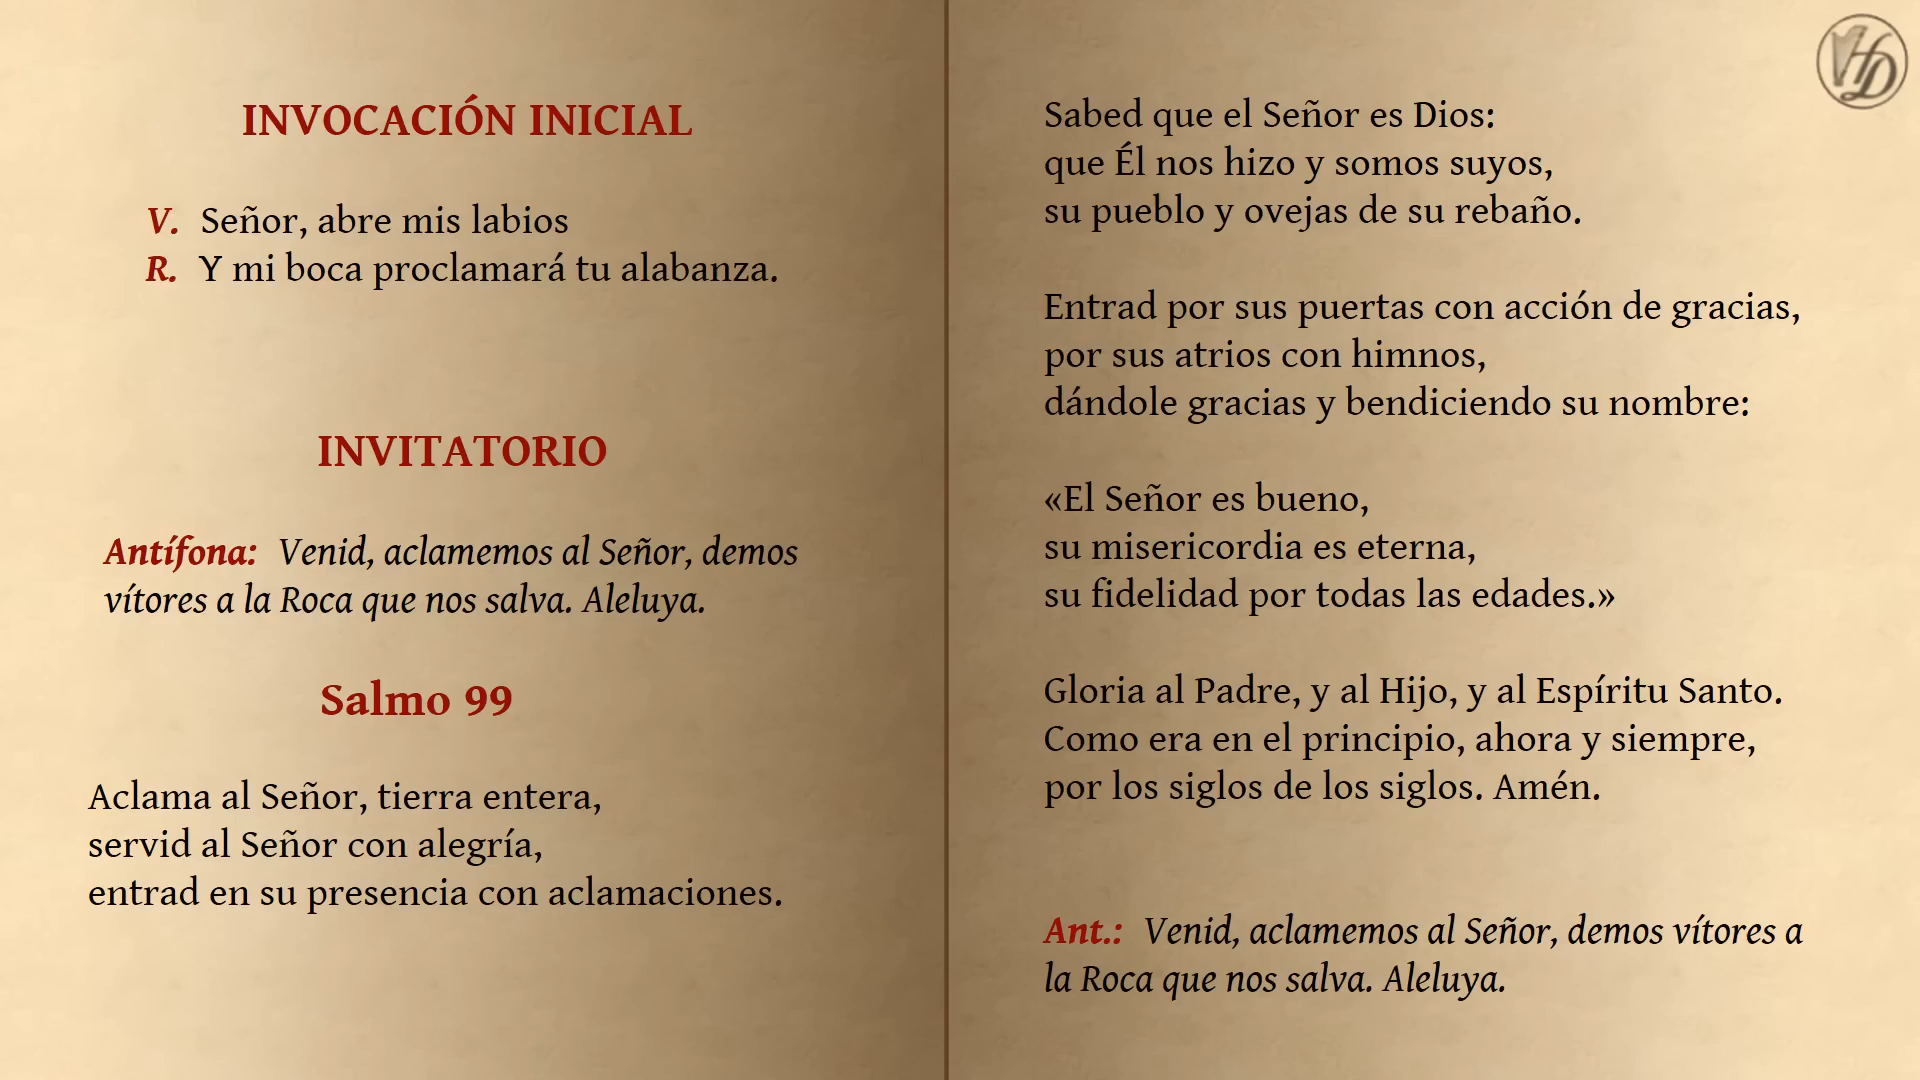 INVOCACIÓN INICIAL
V. Señor, abre mis labios
R. Y mi boca proclamará tu alabanza.
INVITATORIO
Antífona: Venid, aclamemos al Señor, demos
vítores a la Roca que nos salva. Aleluya.
Salmo 99
Aclama al Señor, tierra entera,
servid al Señor con alegría,
entrad en su presencia con aclamaciones.
Sabed que el Señor es Dios:
que Él nos hizo y somos suyos,
su pueblo y ovejas de su rebaño.
Entrad por sus puertas con acción de gracias,
por sus atrios con himnos,
dándole gracias y bendiciendo su nombre:
«El Señor es bueno,
su misericordia es eterna,
su fidelidad por todas las edades.»
Gloria al Padre, y al Hijo, y al Espíritu Santo.
Como era en el principio, ahora y siempre,
por los siglos de los siglos. Amén.
Ant.: Venid, aclamemos al Señor, demos vítores a
la Roca que nos salva. Aleluya.
HD